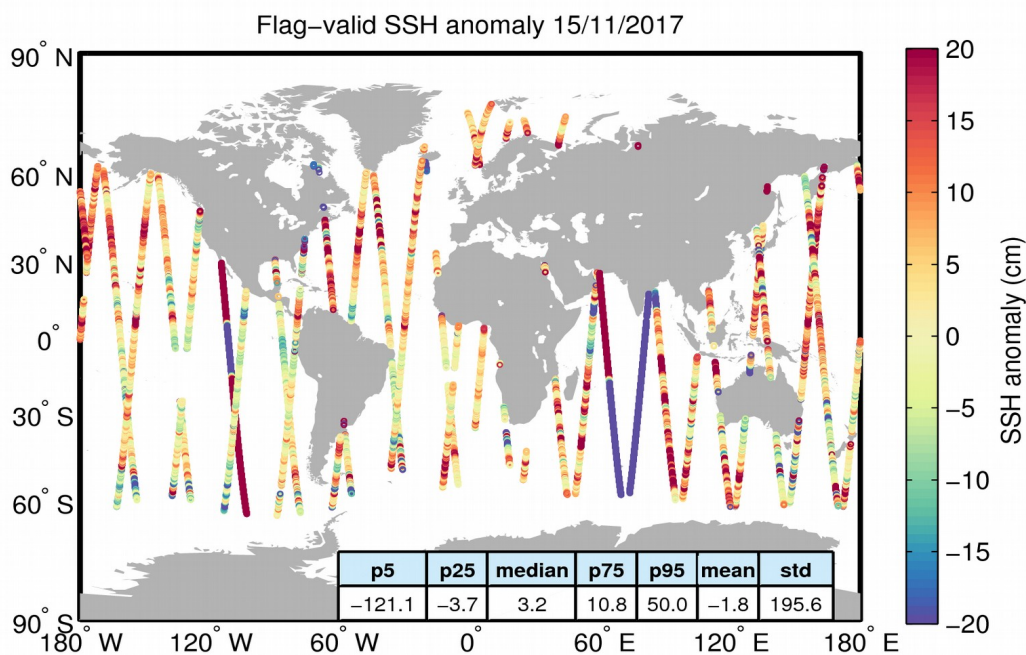 Flag−valid SSH anomaly 15/11/2017
90° N
60° N
30° N
0°
30° S
60° S
90° S
180° W
120° W
60° W
0°
60° E
120° E
180° E
p5 p25 median p75 p95 mean std
−121.1 −3.7 3.2 10.8 50.0 −1.8 195.6
20
15
10
5
0
−5
−10
−15
−20
SSH anomaly (cm)